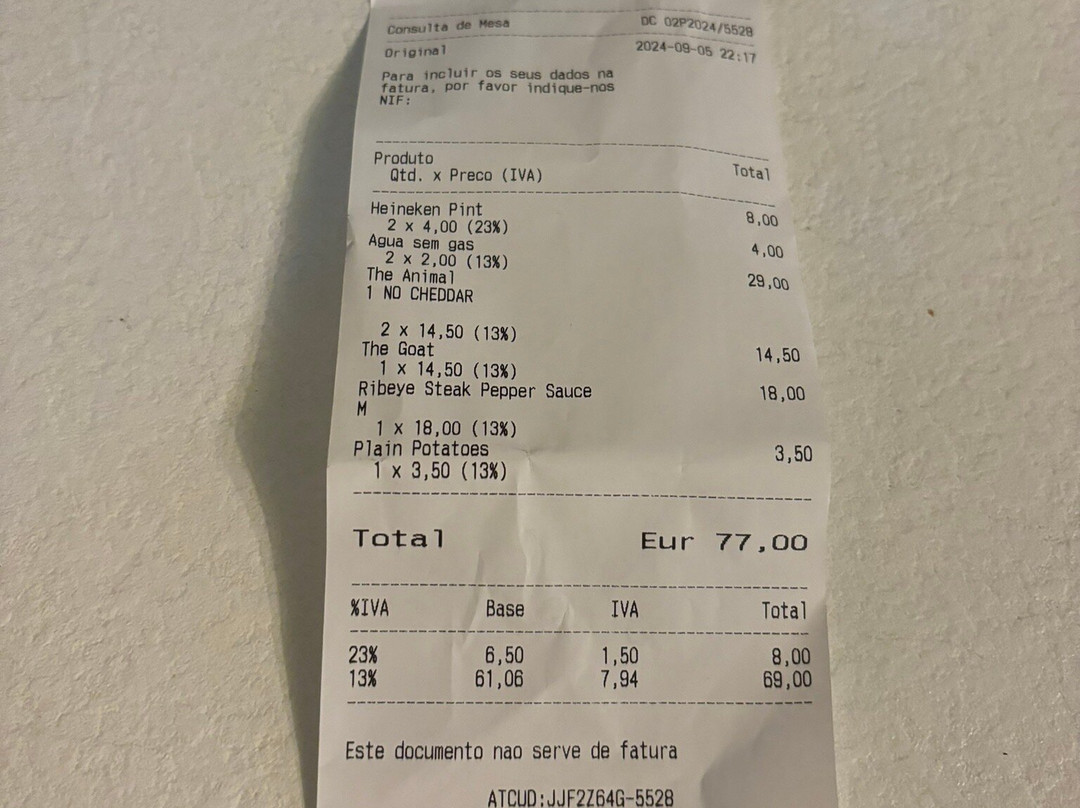 Consulta de Mesa DC 02P2024/5528
Original 2024-09-05 22:17
Para incluir os seus dados na
fatura, por favor indique-nos
NIF:
Produto
Qtd. x Preco (IVA) Total
Heineken Pint 8,00
2 x 4,00 (23%)
Agua sem gas 4,00
2 x 2,00 (13%)
The Animal 29,00
1 NO CHEDDAR
2 x 14,50 (13%)
The Goat 14,50
1 x 14,50 (13%)
Ribeye Steak Pepper Sauce 18,00
M
1 x 18,00 (13%)
Plain Potatoes 3,50
1 x 3,50 (13%)
Total Eur 77,00
%IVA Base IVA Total
23% 6,50 1,50 8,00
13% 61,06 7,94 69,00
Este documento nao serve de fatura
ATCUD:JJF2Z64G-5528